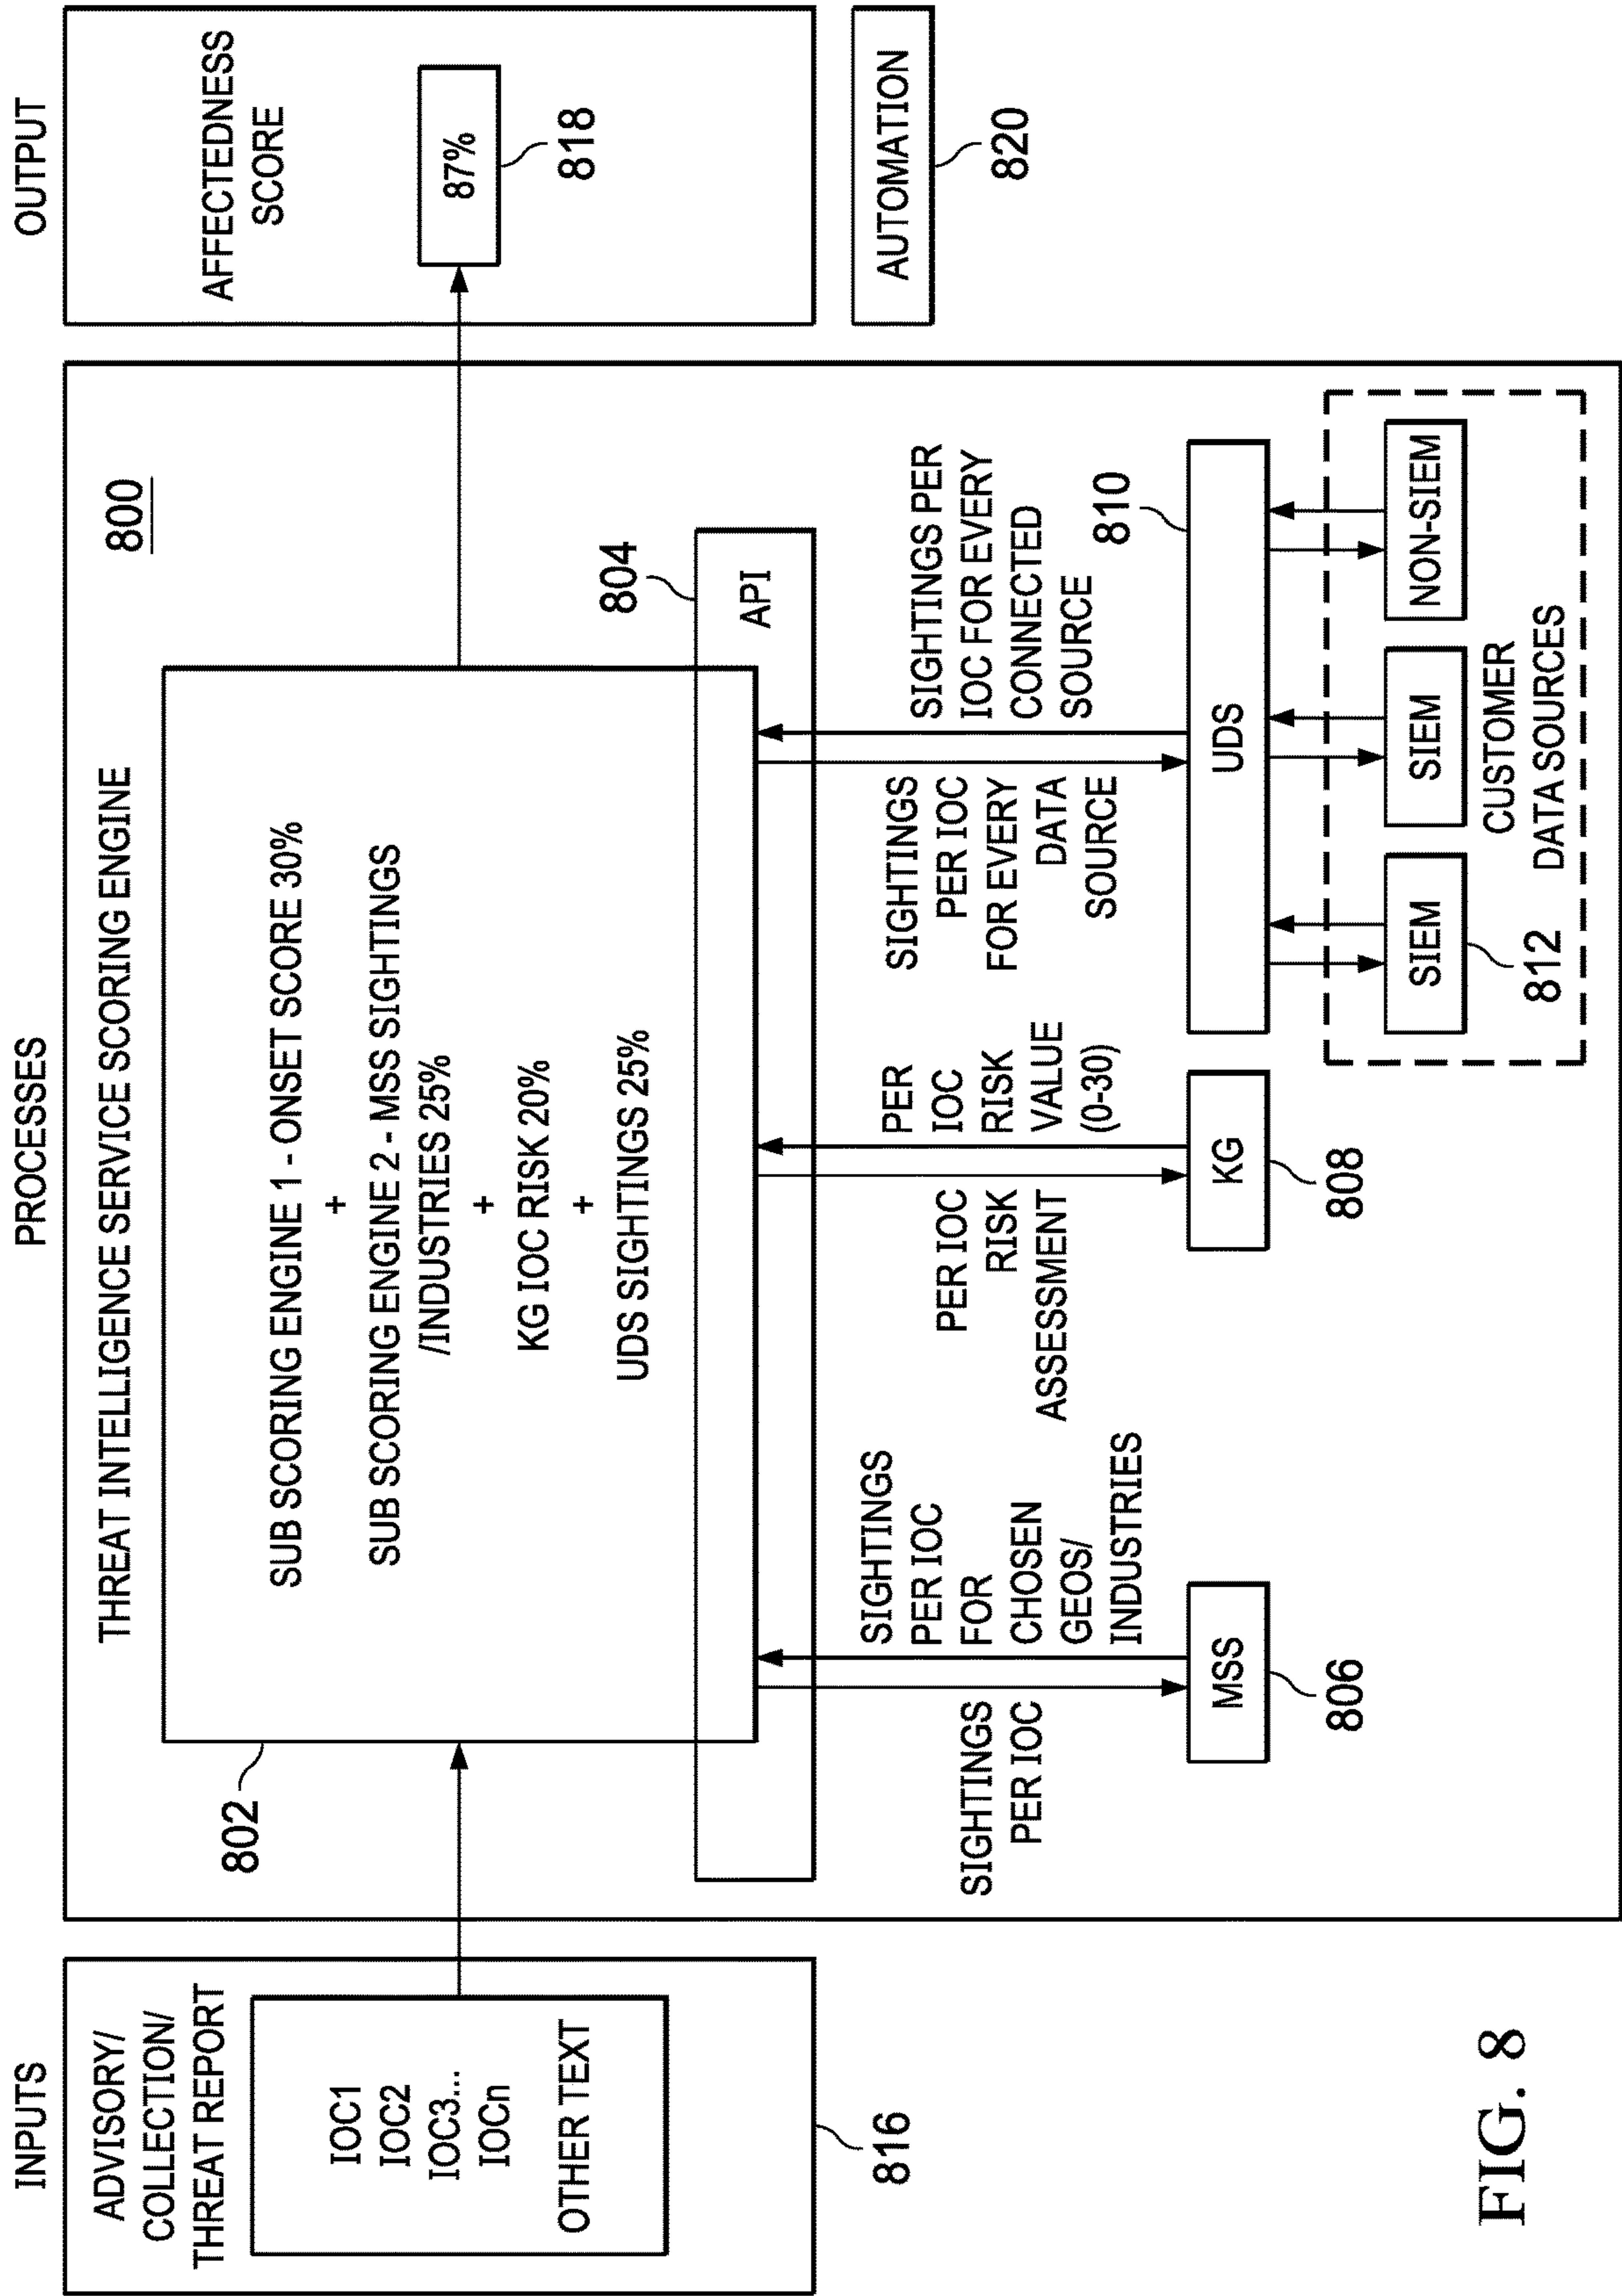 INPUTS
ADVISORY/
COLLECTION/
THREAT REPORT
IOC1
IOC2
IOC3...
IOCn
OTHER TEXT
816
PROCESSES
THREAT INTELLIGENCE SERVICE SCORING ENGINE
800
802
SUB SCORING ENGINE 1 - ONSET SCORE 30%
+
SUB SCORING ENGINE 2 - MSS SIGHTINGS
/INDUSTRIES 25%
+
KG IOC RISK 20%
+
UDS SIGHTINGS 25%
804
API
SIGHTINGS
PER IOC
SIGHTINGS
PER IOC
FOR
CHOSEN
GEOS/
INDUSTRIES
MSS
806
PER IOC
RISK
ASSESSMENT
PER
IOC
RISK
VALUE
(0-30)
KG
808
SIGHTINGS
PER IOC
FOR EVERY
DATA
SOURCE
SIGHTINGS PER
IOC FOR EVERY
CONNECTED
SOURCE
810
UDS
SIEM
SIEM
NON-SIEM
812
CUSTOMER
DATA SOURCES
OUTPUT
AFFECTEDNESS
SCORE
87%
818
AUTOMATION
820
FIG. 8